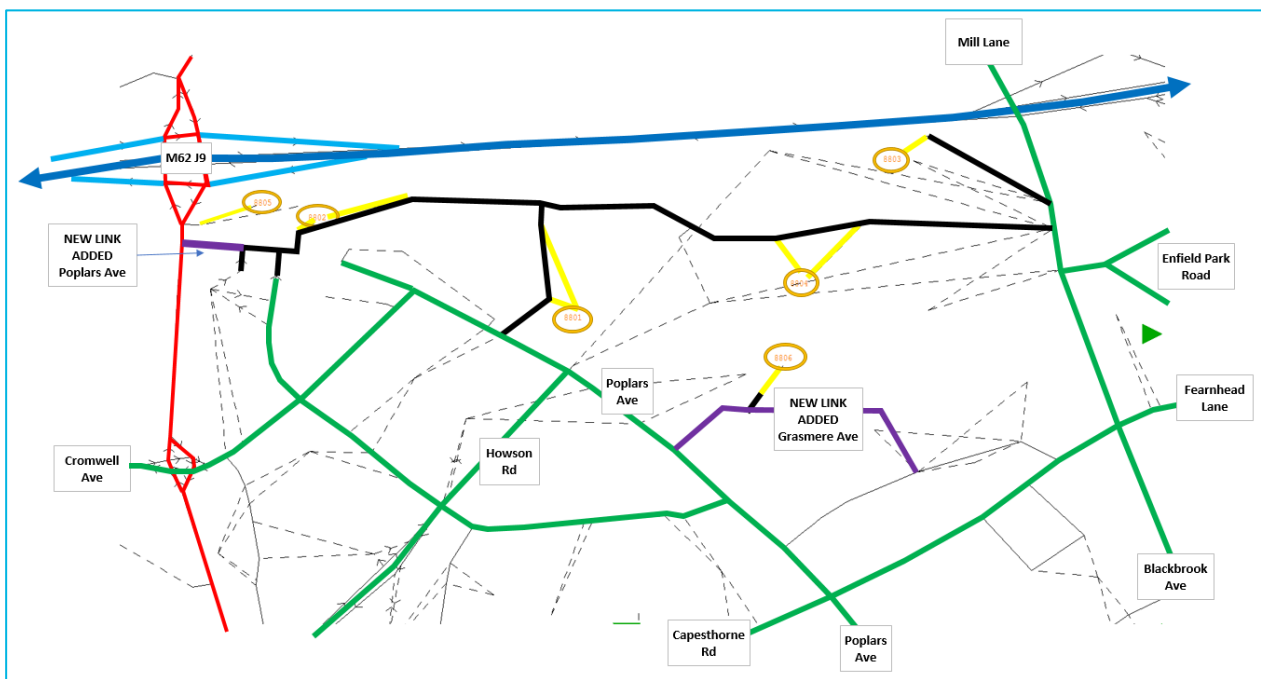 Mill Lane
8803
M62 J9
8805
8802
NEW LINK
ADDED
Poplars Ave
Enfield Park
Road
8804
8801
8806
Poplars
Ave
NEW LINK
ADDED
Grasmere Ave
Fearnhead
Lane
Cromwell
Ave
Howson
Rd
Blackbrook
Ave
Capesthorne
Rd
Poplars
Ave